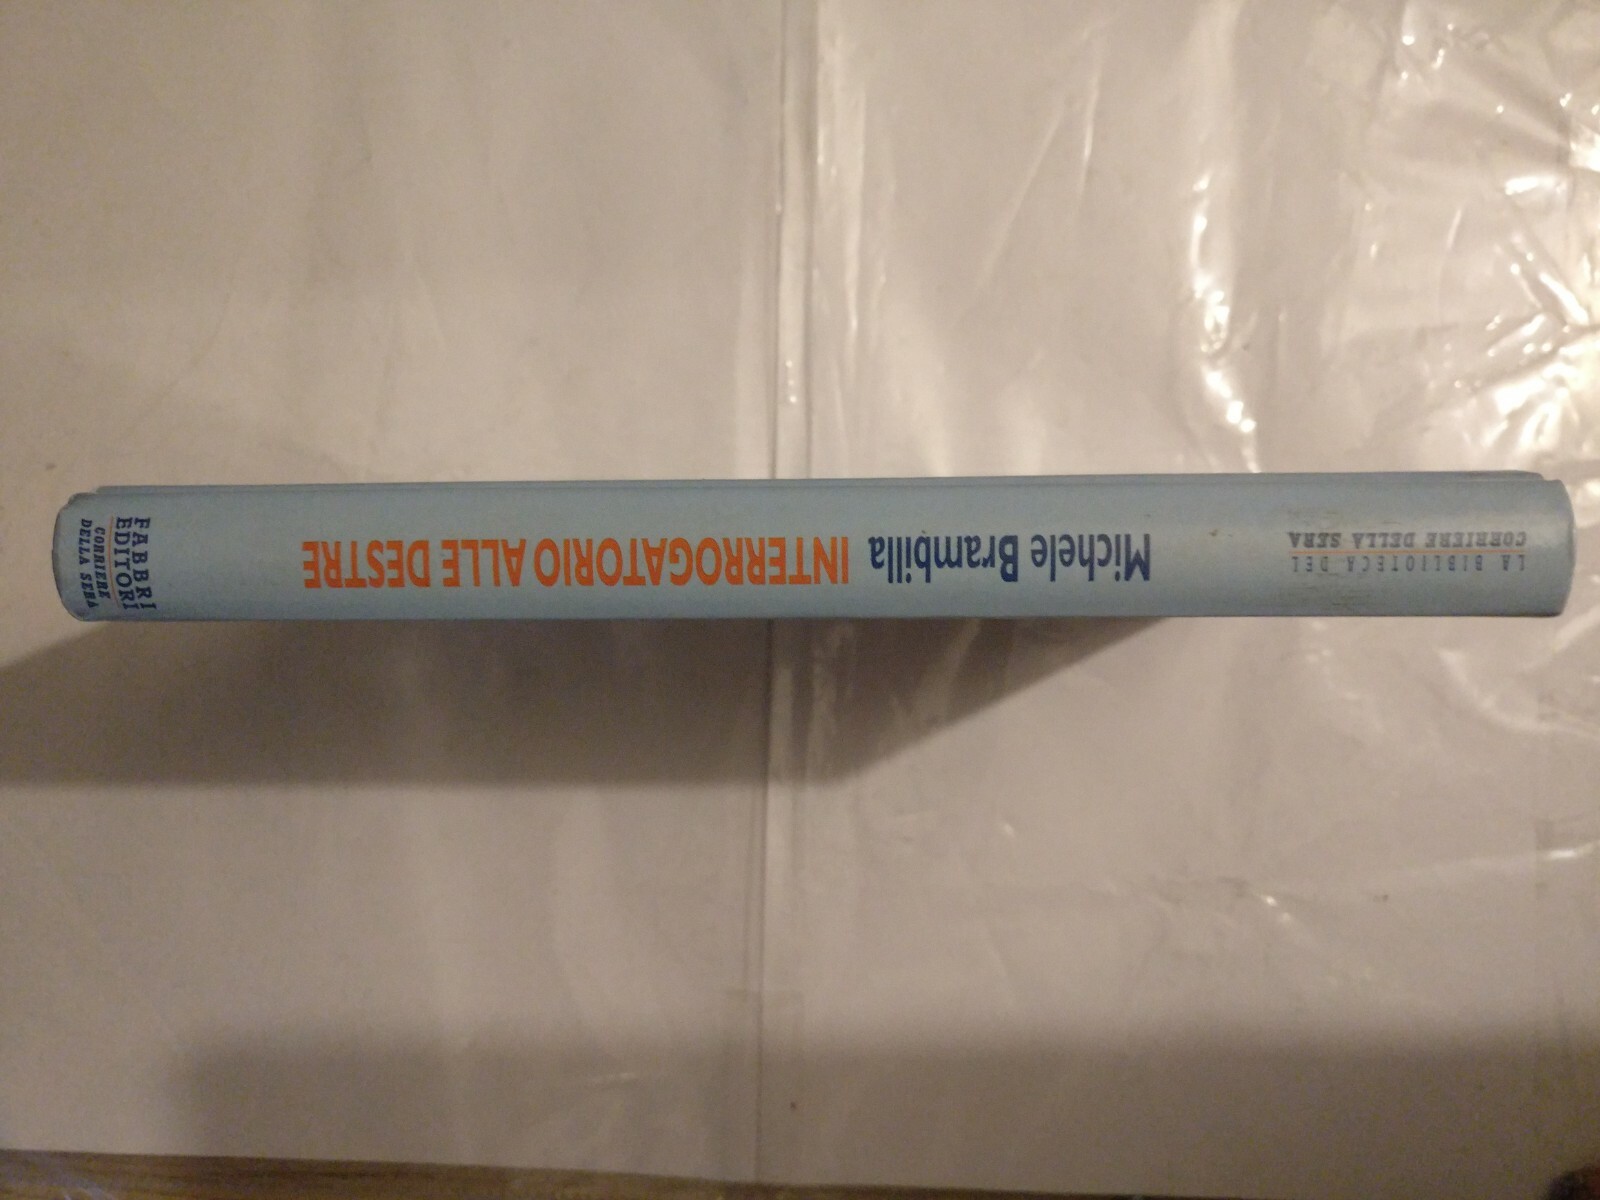 LA BIBLIOTECA DEL
CORRIERE DELLA SERA
Michele Brambilla INTERROGATORIO ALLE DESTRE
FABBRI
EDITORI
CORRIERE
DELLA SERA